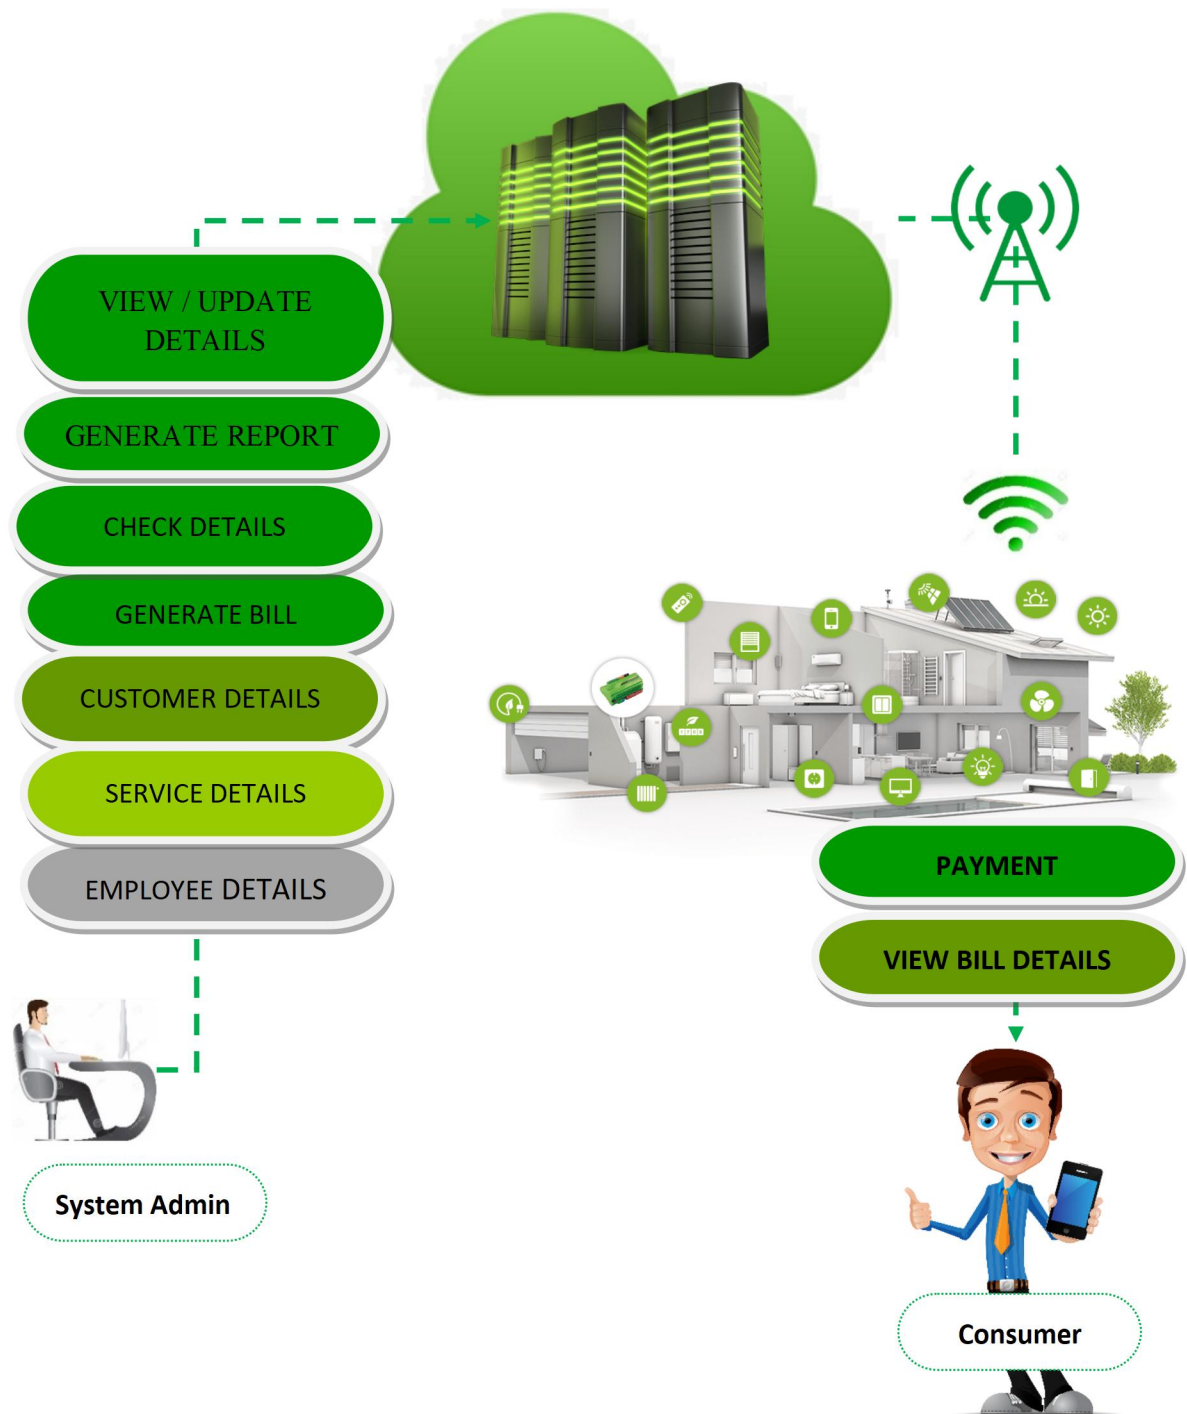 VIEW / UPDATE
DETAILS
GENERATE REPORT
CHECK DETAILS
GENERATE BILL
CUSTOMER DETAILS
SERVICE DETAILS
EMPLOYEE DETAILS
System Admin
PAYMENT
VIEW BILL DETAILS
Consumer